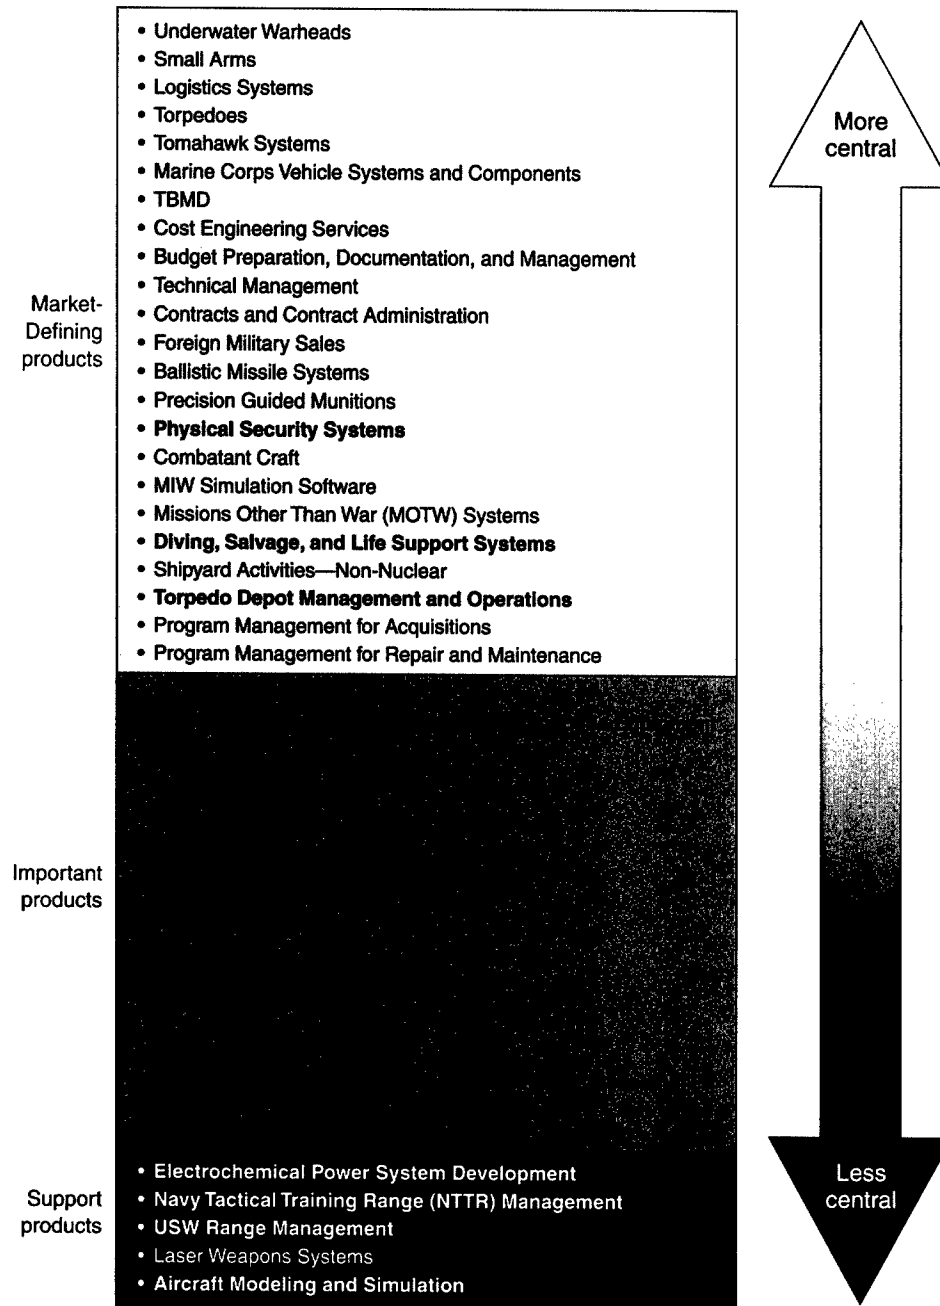 • Underwater Warheads
• Small Arms
• Logistics Systems
• Torpedoes
• Tomahawk Systems
• Marine Corps Vehicle Systems and Components
• TBMD
• Cost Engineering Services
• Budget Preparation, Documentation, and Management
• Technical Management
• Contracts and Contract Administration
• Foreign Military Sales
• Ballistic Missile Systems
• Precision Guided Munitions
• Physical Security Systems
• Combatant Craft
• MIW Simulation Software
• Missions Other Than War (MOTW) Systems
• Diving, Salvage, and Life Support Systems
• Shipyard Activities—Non-Nuclear
• Torpedo Depot Management and Operations
• Program Management for Acquisitions
• Program Management for Repair and Maintenance
Market-
Defining
products
Important
products
Support
products
• Electrochemical Power System Development
• Navy Tactical Training Range (NTTR) Management
• USW Range Management
• Laser Weapons Systems
• Aircraft Modeling and Simulation
More
central
Less
central